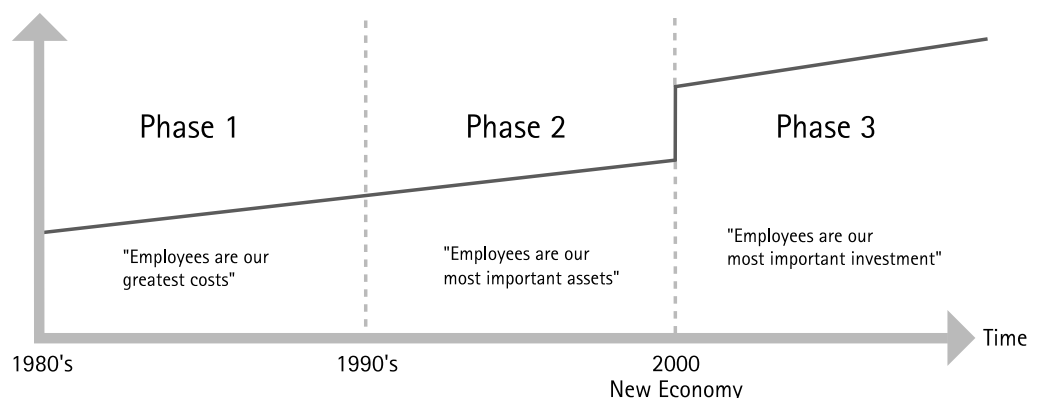 Phase 1
Phase 2
Phase 3
"Employees are our
greatest costs"
"Employees are our
most important assets"
"Employees are our
most important investment"
Time
1980's
1990's
2000
New Economy